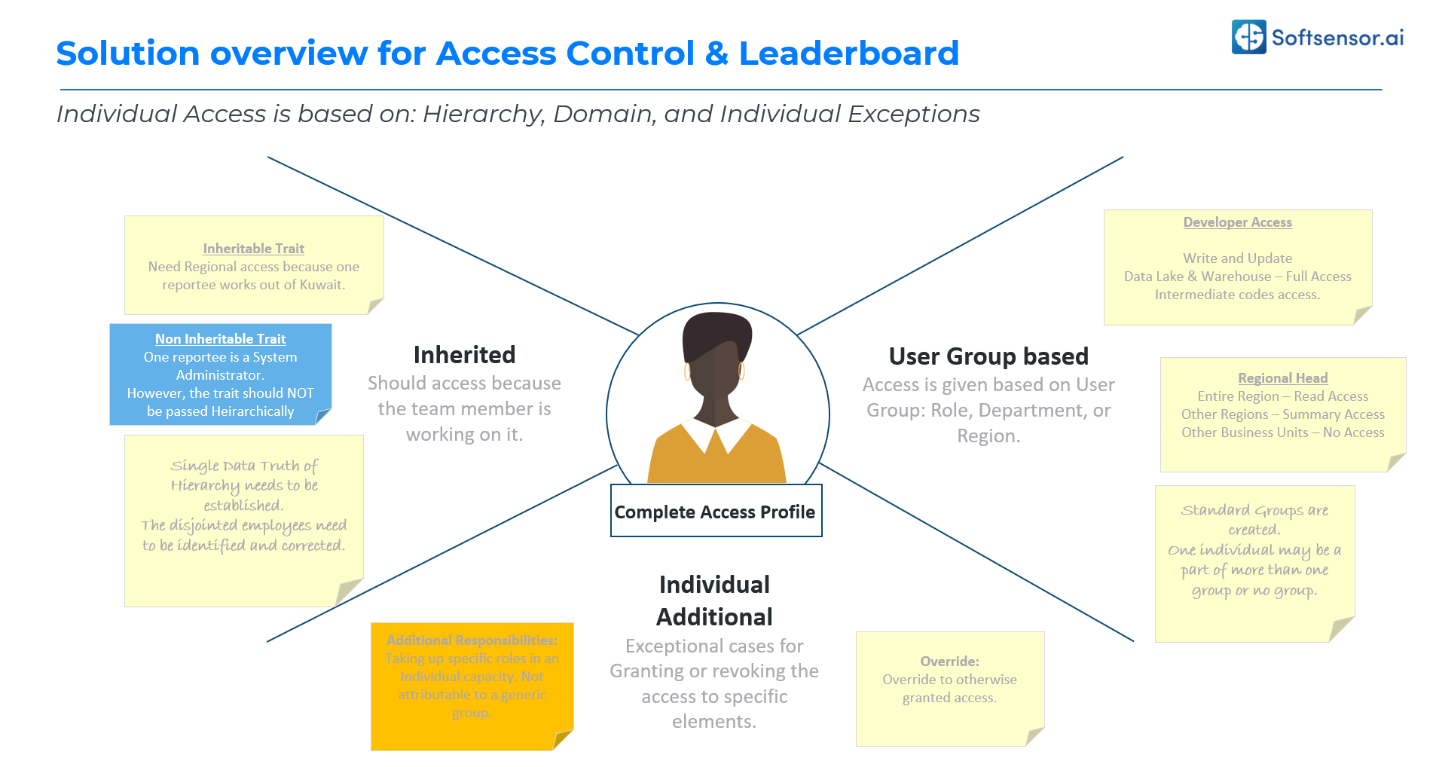 Solution overview for Access Control & Leaderboard
Softsensor.ai
Individual Access is based on: Hierarchy, Domain, and Individual Exceptions
Inheritable Trait
Need Regional access because one
reportee works out of Kuwait.
Non Inheritable Trait
One reportee is a System
Administrator.
However, the trait should NOT
be passed Heirarchically
Single Data Truth of
Hierarchy needs to be
established.
The disjointed employees need
to be identified and corrected.
Inherited
Should access because
the team member is
working on it.
Complete Access Profile
User Group based
Access is given based on User
Group: Role, Department, or
Region.
Developer Access
Write and Update
Data Lake & Warehouse – Full Access
Intermediate codes access.
Regional Head
Entire Region – Read Access
Other Regions – Summary Access
Other Business Units – No Access
Standard Groups are
created.
One individual may be a
part of more than one
group or no group.
Additional Responsibilities:
Taking up specific roles in an
Individual capacity. Not
attributable to a generic
group.
Individual
Additional
Exceptional cases for
Granting or revoking the
access to specific
elements.
Override:
Override to otherwise
granted access.